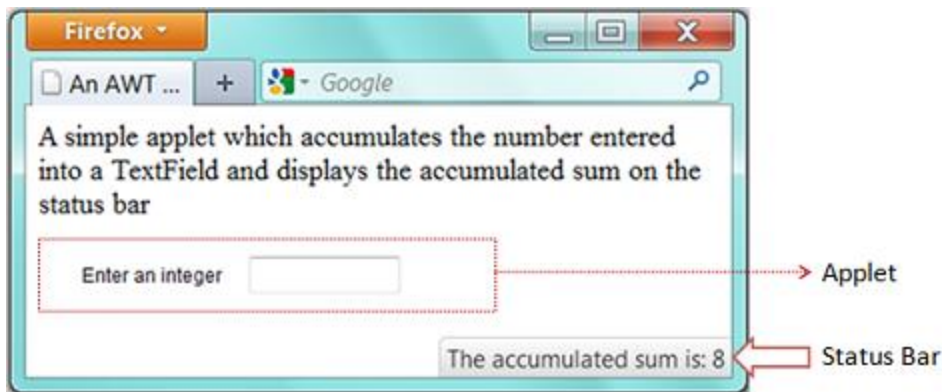 Firefox
An AWT ...
+
Google
A simple applet which accumulates the number entered
into a TextField and displays the accumulated sum on the
status bar
Enter an integer
Applet
The accumulated sum is: 8
Status Bar